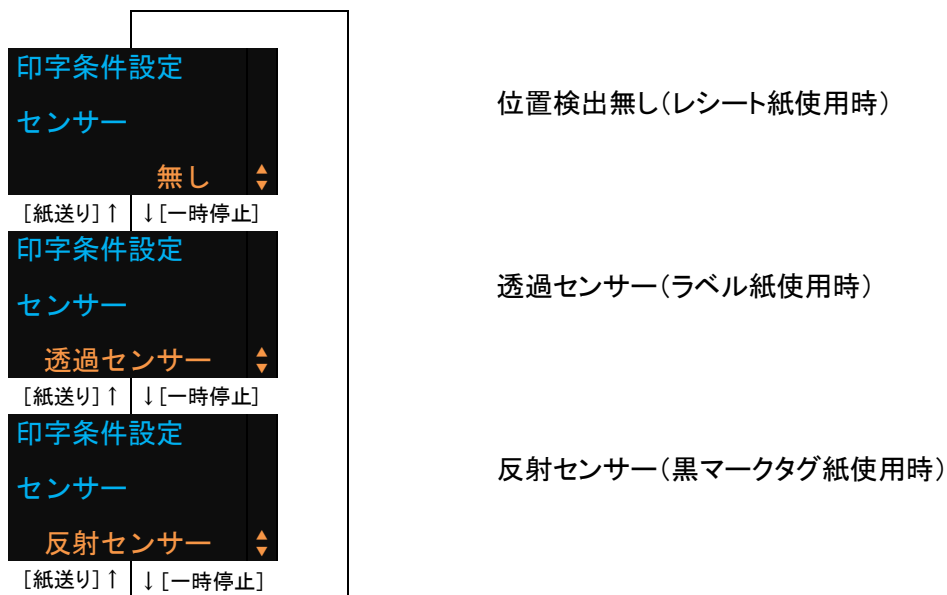 印字条件設定
センサー
無し
位置検出無し（レシート紙使用時）
［紙送り］↑ ↓［一時停止］
印字条件設定
センサー
透過センサー
透過センサー（ラベル紙使用時）
［紙送り］↑ ↓［一時停止］
印字条件設定
センサー
反射センサー
反射センサー（黒マークタグ紙使用時）
［紙送り］↑ ↓［一時停止］